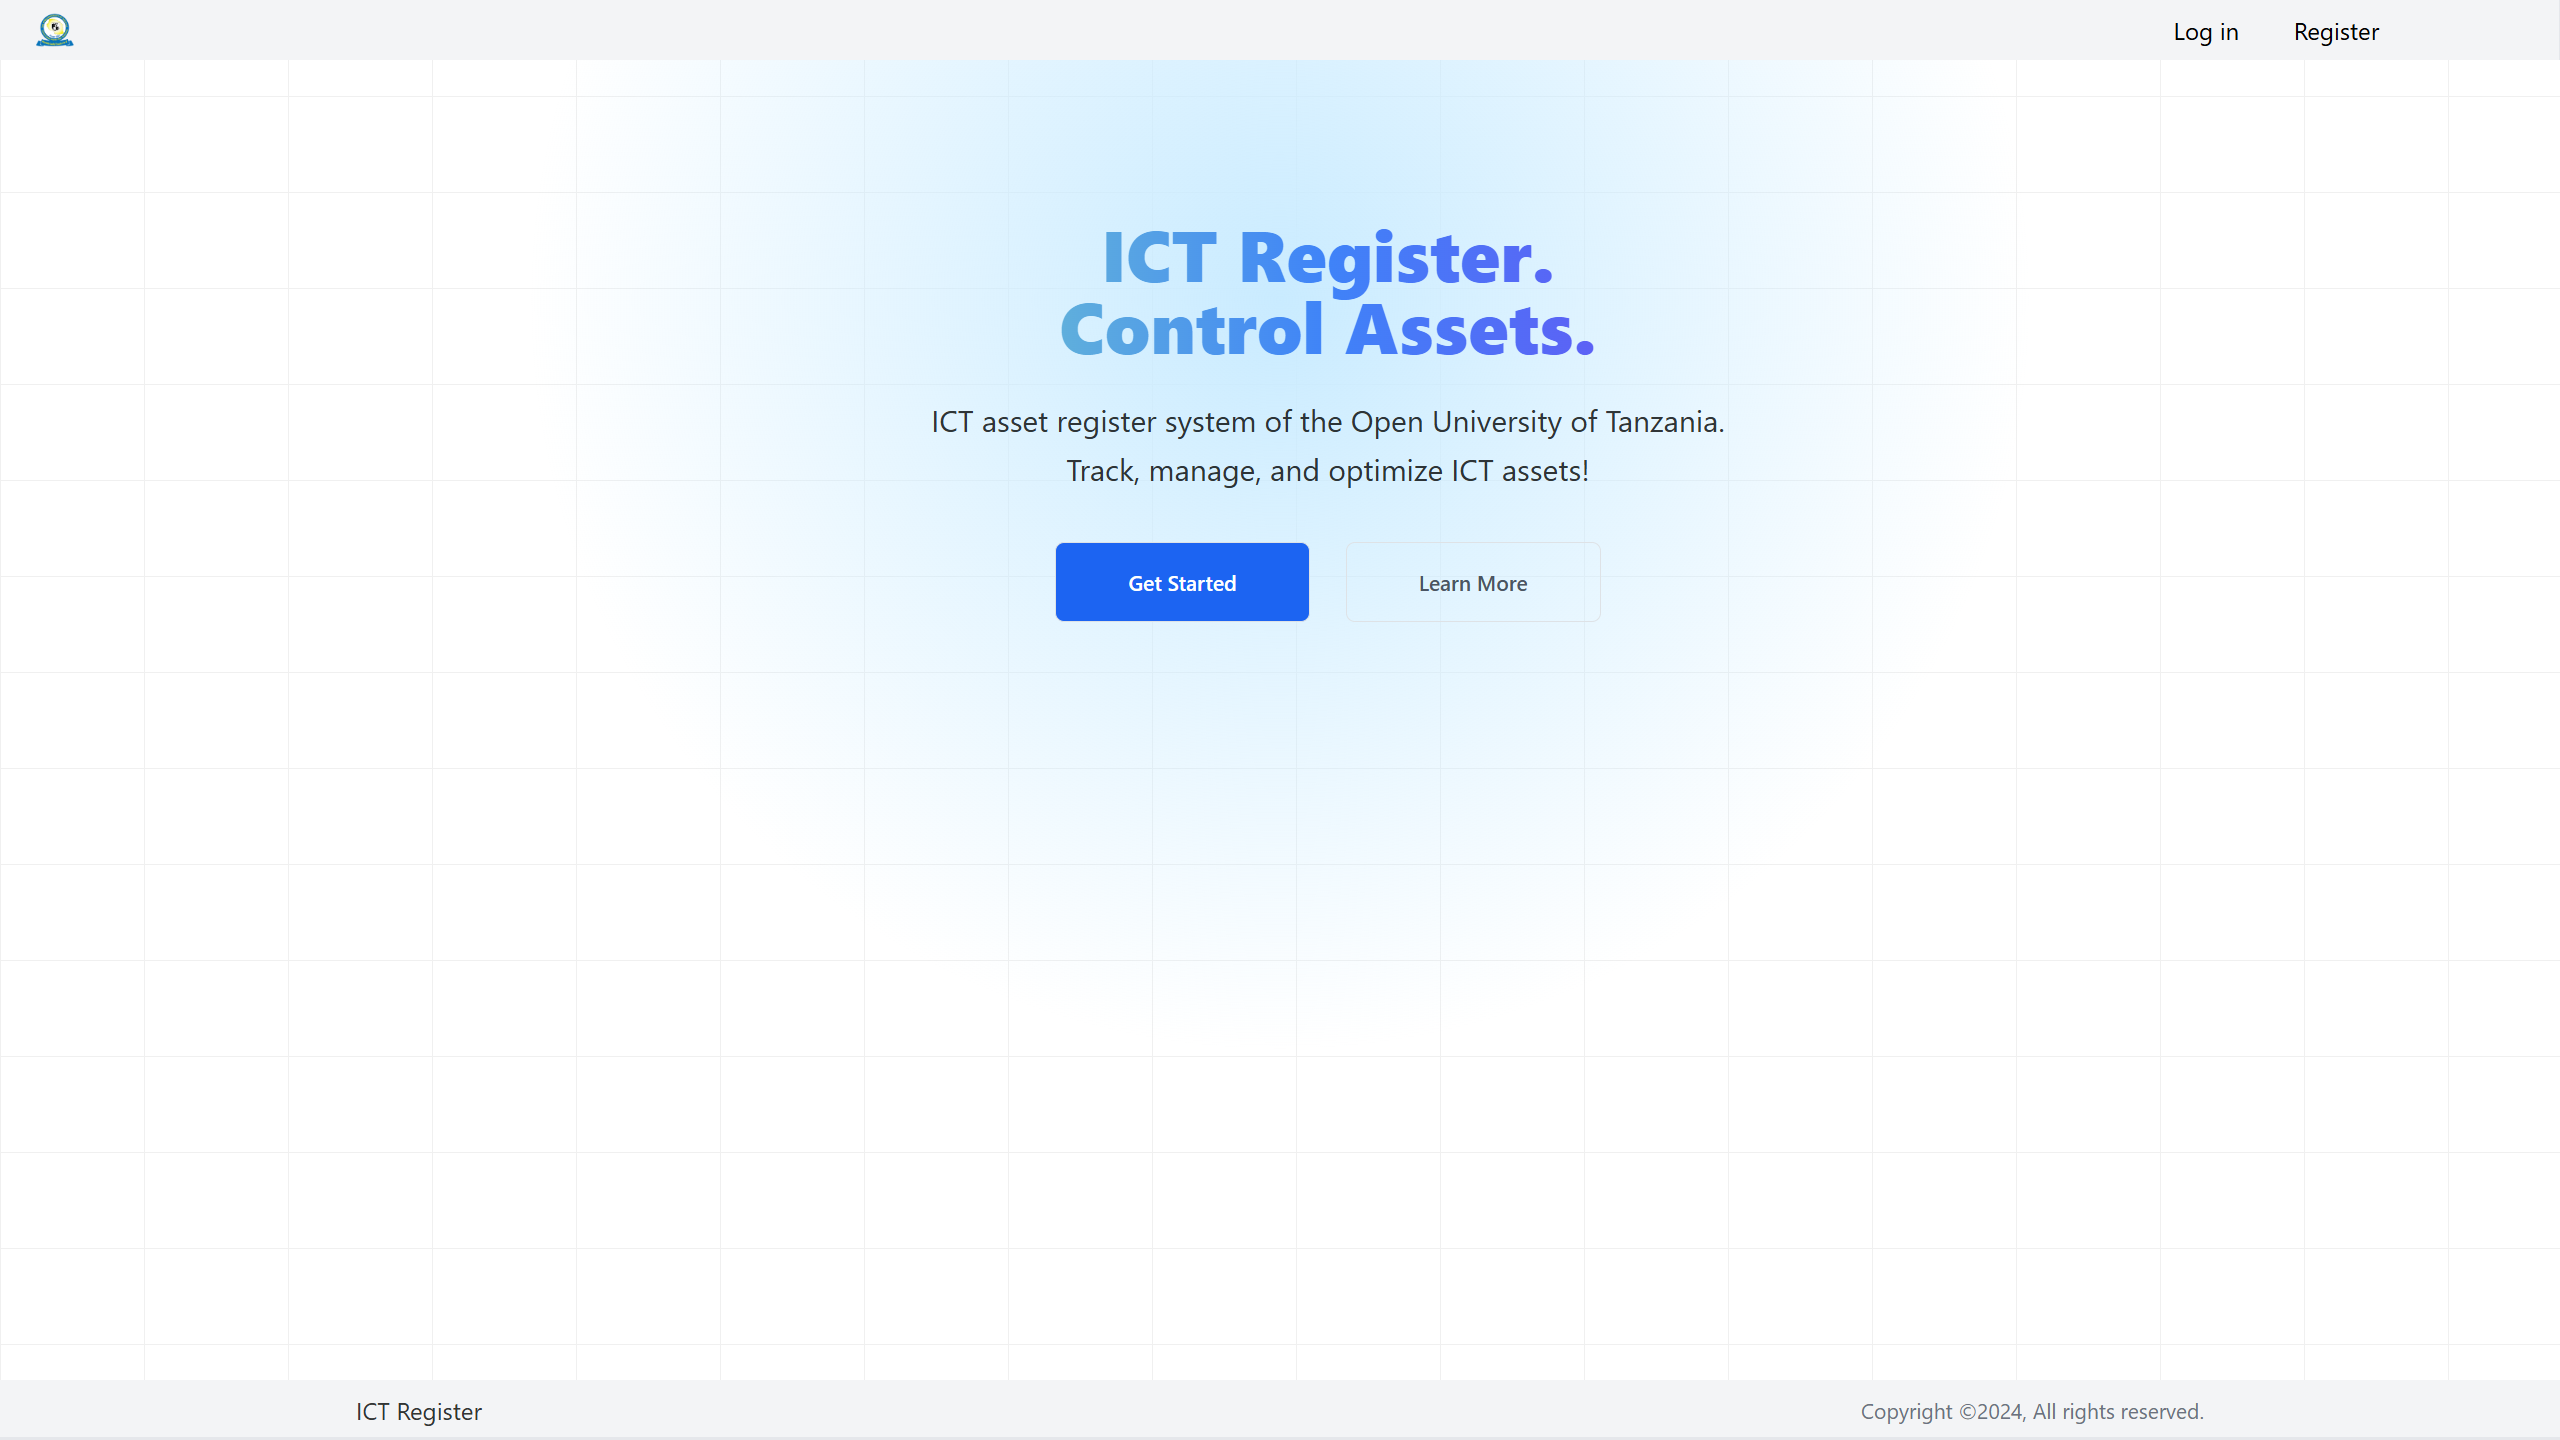 Log in
Register
ICT Register.
Control Assets.
ICT asset register system of the Open University of Tanzania.
Track, manage, and optimize ICT assets!
Get Started
Learn More
ICT Register
Copyright ©2024, All rights reserved.